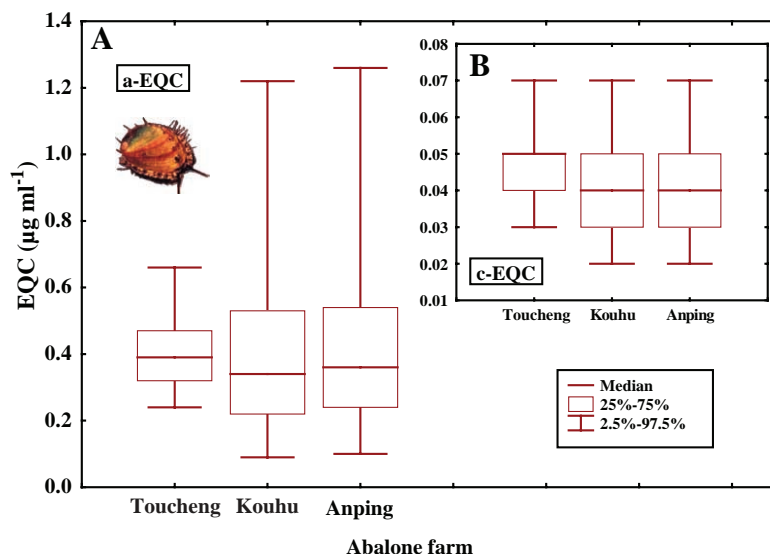 A
a-EQC
EQC (µg ml⁻¹)
1.4
1.2
1.0
0.8
0.6
0.4
0.2
0.0
Toucheng Kouhu Anping
Abalone farm
B
0.08
0.07
0.06
0.05
0.04
0.03
0.02
0.01
c-EQC
Toucheng Kouhu Anping
Median
25%-75%
2.5%-97.5%